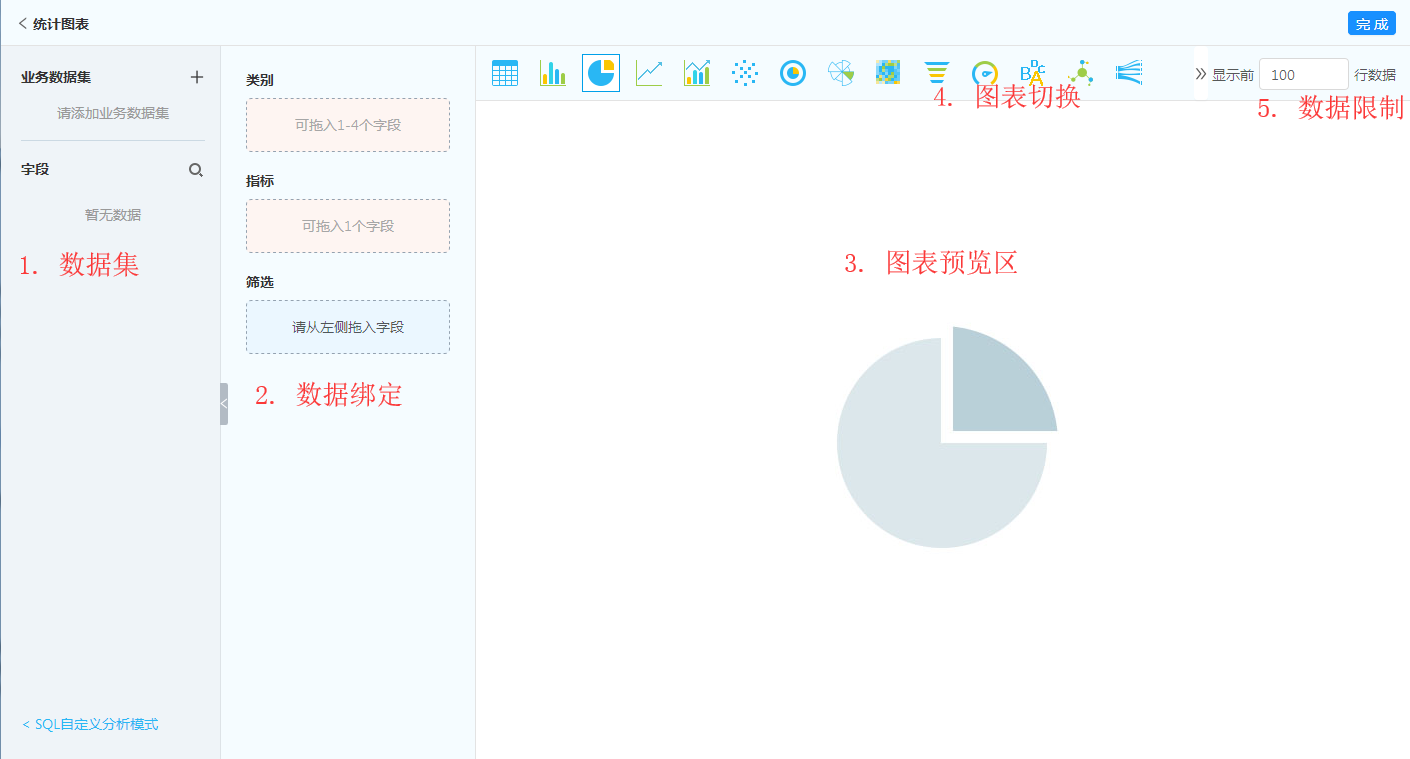 统计图表
完成
业务数据集
请添加业务数据集
字段
暂无数据
1. 数据集
< SQL自定义分析模式
类别
可拖入1-4个字段
指标
可拖入1个字段
筛选
请从左侧拖入字段
2. 数据绑定
B D C A
显示前 100 行数据
4. 图表切换
5. 数据限制
3. 图表预览区